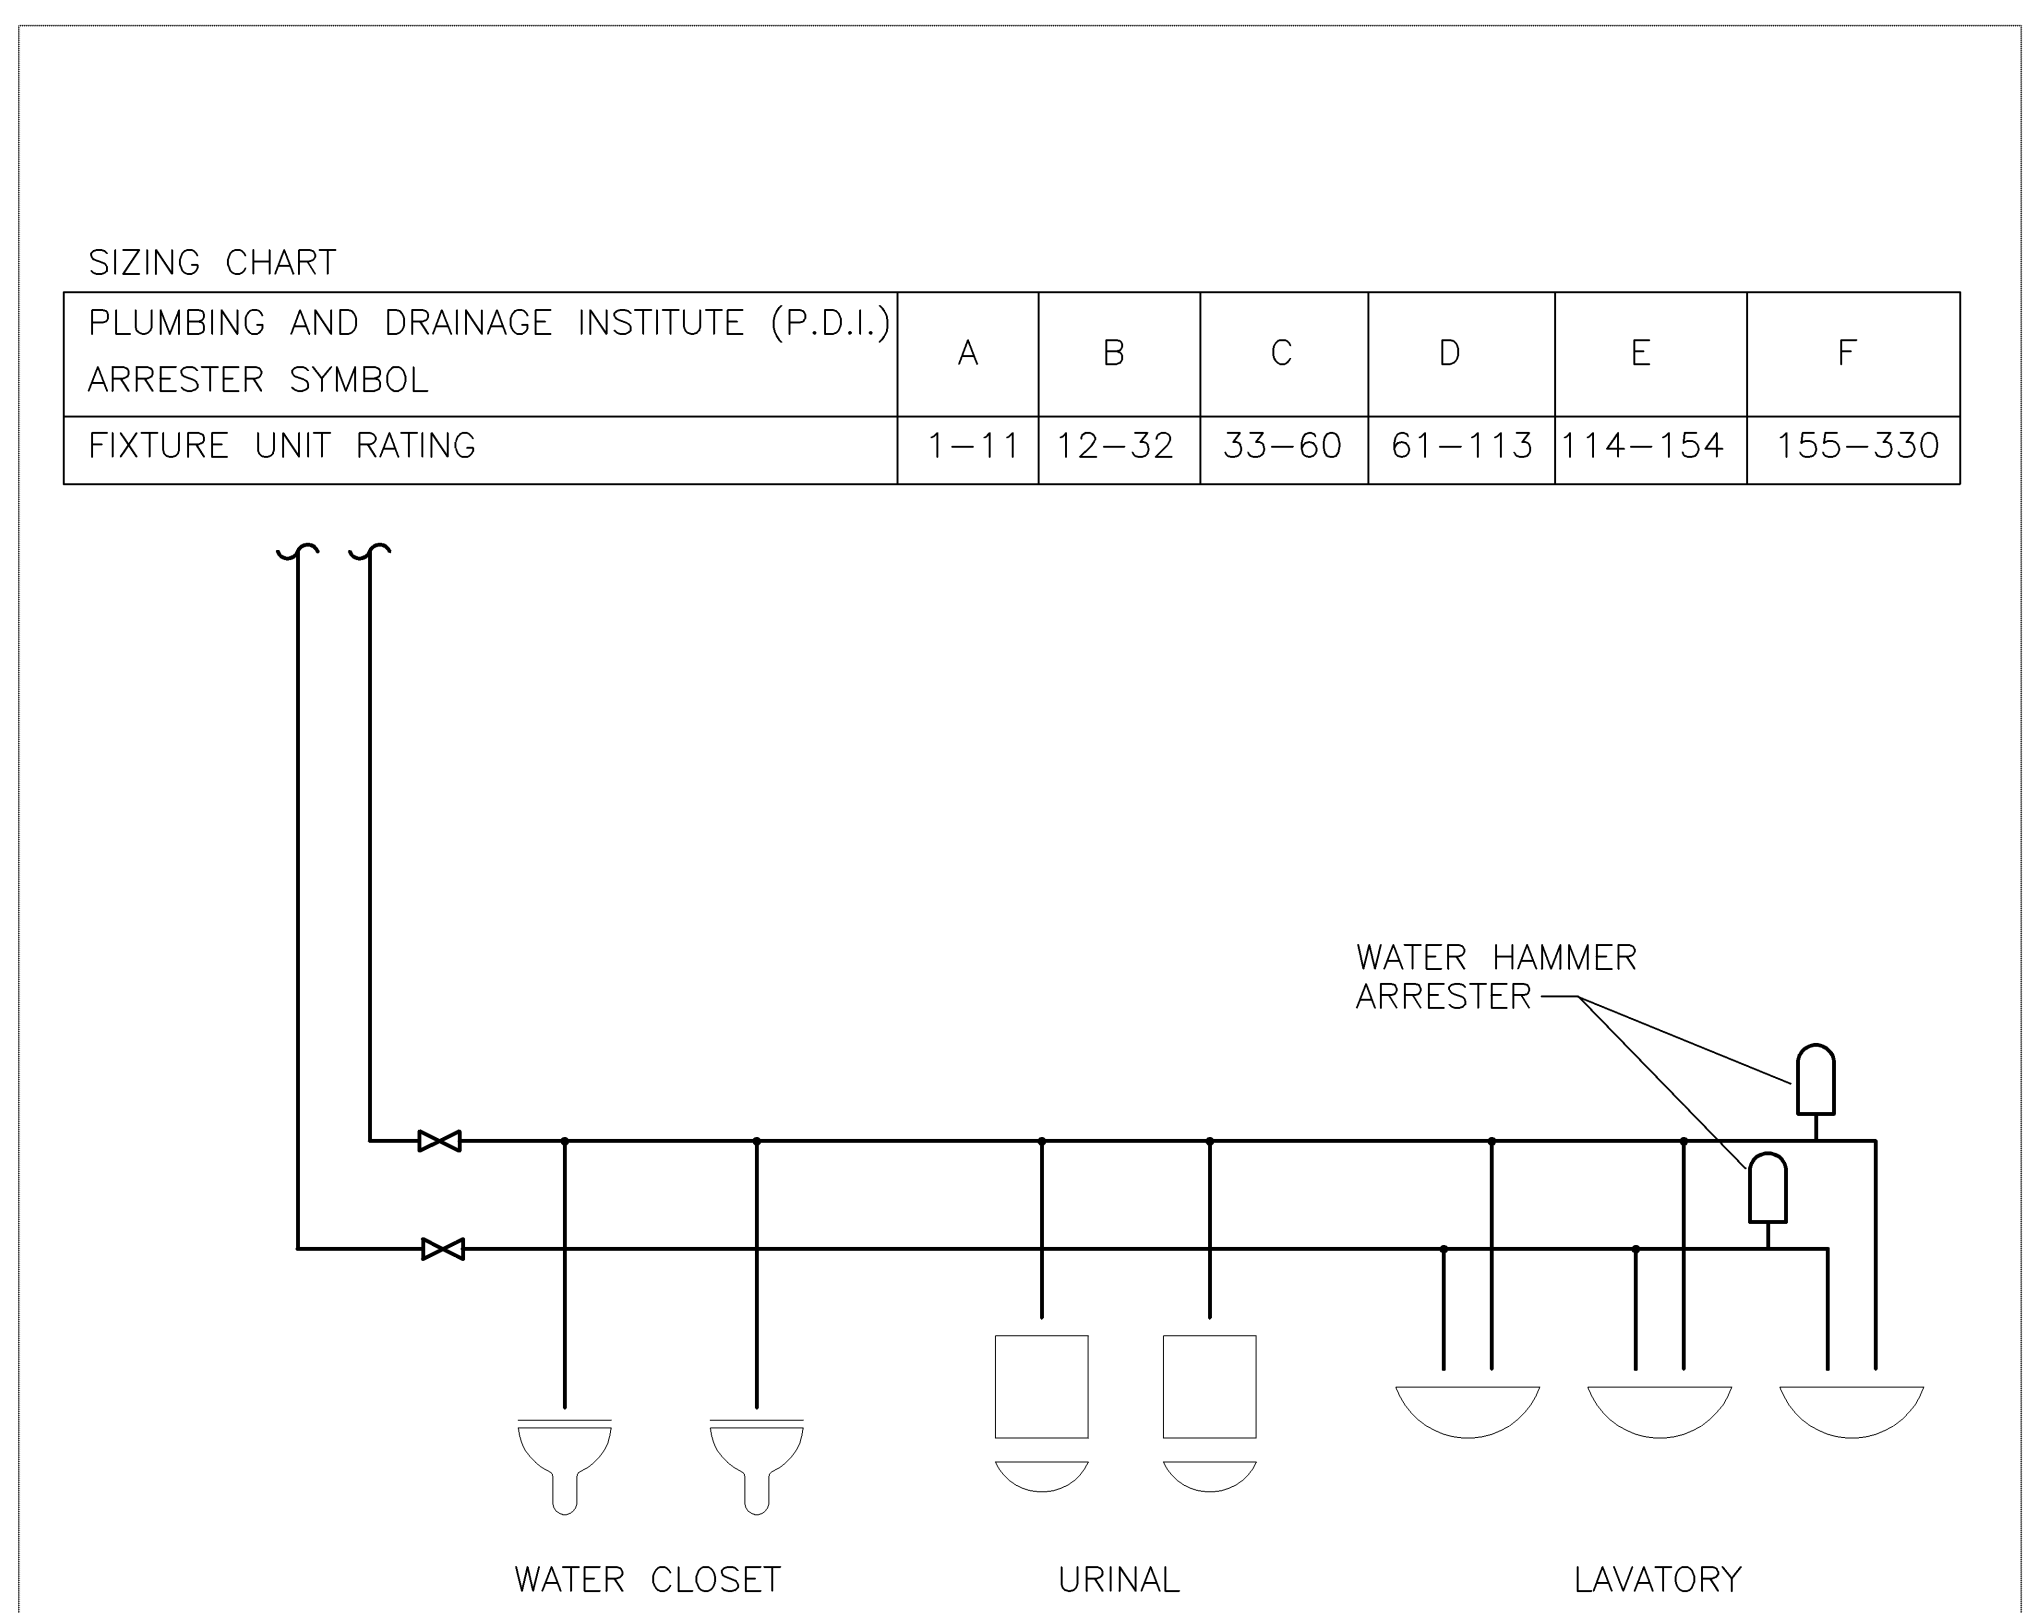 SIZING CHART
PLUMBING AND DRAINAGE INSTITUTE (P.D.I.)
ARRESTER SYMBOL
A B C D E F
FIXTURE UNIT RATING 1-11 12-32 33-60 61-113 114-154 155-330
WATER HAMMER
ARRESTER
WATER CLOSET URINAL LAVATORY